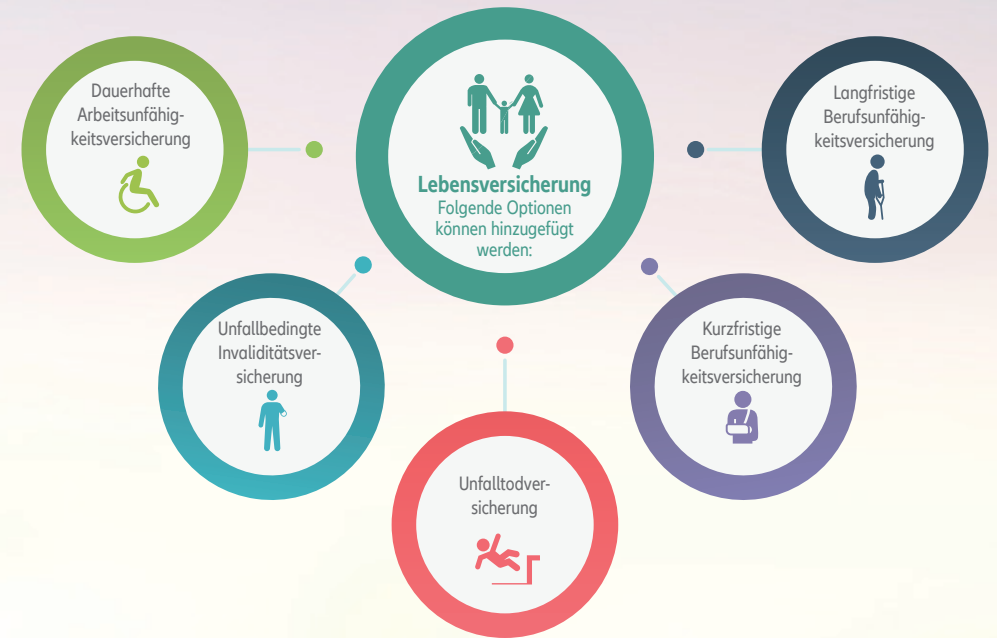 Dauerhafte
Arbeitsunfähig-
keitsversicherung
Lebensversicherung
Folgende Optionen
können hinzugefügt
werden:
Langfristige
Berufsunfähig-
keitsversicherung
Unfallbedingte
Invaliditätsver-
sicherung
Kurzfristige
Berufsunfähig-
keitsversicherung
Unfalltodver-
sicherung